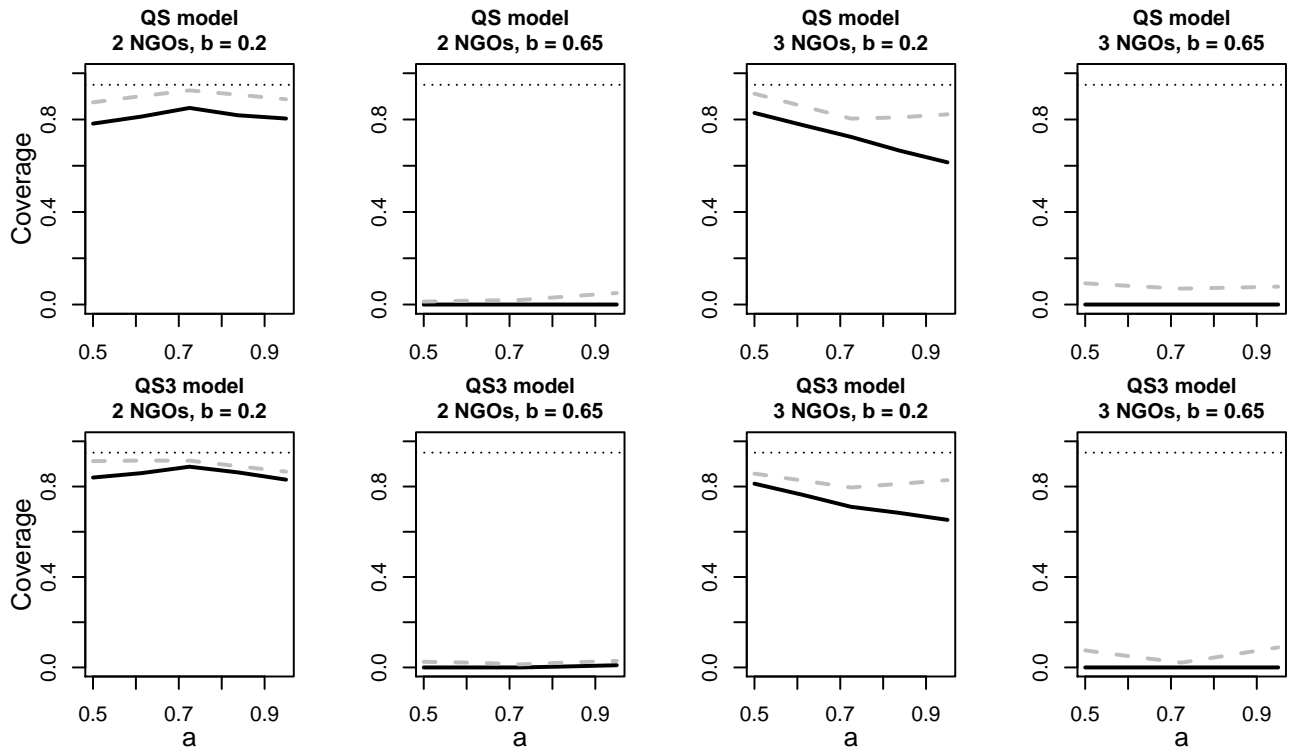 QS model
2 NGOs, b = 0.2
QS model
2 NGOs, b = 0.65
QS model
3 NGOs, b = 0.2
QS model
3 NGOs, b = 0.65
Coverage
0.0 0.4 0.8
0.0 0.4 0.8
0.0 0.4 0.8
0.0 0.4 0.8
0.5 0.7 0.9
0.5 0.7 0.9
0.5 0.7 0.9
0.5 0.7 0.9
QS3 model
2 NGOs, b = 0.2
QS3 model
2 NGOs, b = 0.65
QS3 model
3 NGOs, b = 0.2
QS3 model
3 NGOs, b = 0.65
Coverage
0.0 0.4 0.8
0.0 0.4 0.8
0.0 0.4 0.8
0.0 0.4 0.8
0.5 0.7 0.9
0.5 0.7 0.9
0.5 0.7 0.9
0.5 0.7 0.9
a
a
a
a